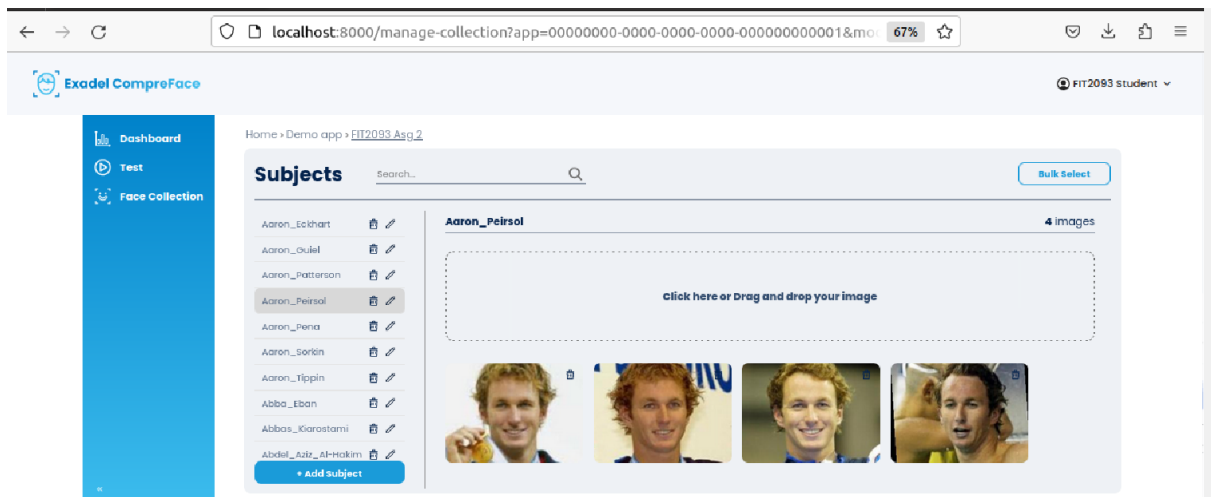 localhost:8000/manage-collection?app=00000000-0000-0000-0000-000000000001&mo 67%
Exadel CompreFace
FIT2093 Student
Dashboard
Test
Face Collection
Home › Demo app › FIT2093 Asg 2
Subjects
Search...
Bulk Select
Aaron_Eckhart
Aaron_Guiel
Aaron_Patterson
Aaron_Peirsol
Aaron_Pena
Aaron_Sorkin
Aaron_Tippin
Abba_Eban
Abbas_Kiarostami
Abdel_Aziz_Al-Hakim
+ Add Subject
«
Aaron_Peirsol
4 images
Click here or Drag and drop your image